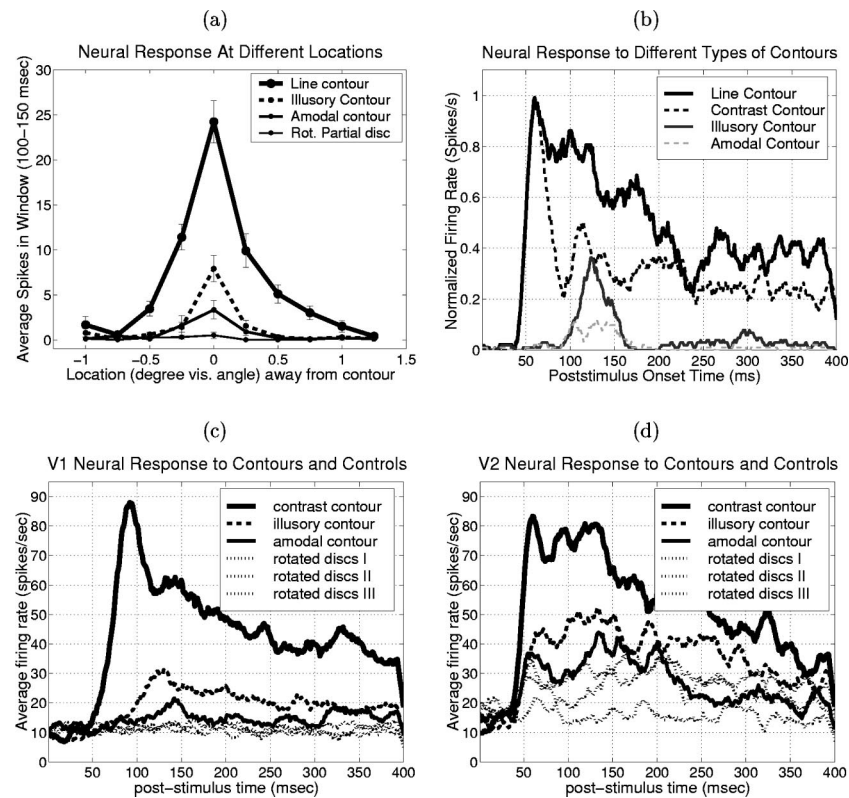 (a)
Neural Response At Different Locations
Average Spikes in Window (100–150 msec)
30
25
20
15
10
5
0
Line contour
Illusory Contour
Amodal contour
Rot. Partial disc
-1 -0.5 0 0.5 1 1.5
Location (degree vis. angle) away from contour
(b)
Neural Response to Different Types of Contours
Normalized Firing Rate (Spikes/s)
1
0.8
0.6
0.4
0.2
0
Line Contour
Contrast Contour
Illusory Contour
Amodal Contour
50 100 150 200 250 300 350 400
Poststimulus Onset Time (ms)
(c)
V1 Neural Response to Contours and Controls
Average firing rate (spikes/sec)
90
80
70
60
50
40
30
20
10
0
contrast contour
illusory contour
amodal contour
rotated discs I
rotated discs II
rotated discs III
50 100 150 200 250 300 350 400
post-stimulus time (msec)
(d)
V2 Neural Response to Contours and Controls
Average firing rate (spikes/sec)
90
80
70
60
50
40
30
20
10
0
contrast contour
illusory contour
amodal contour
rotated discs I
rotated discs II
rotated discs III
50 100 150 200 250 300 350 400
post-stimulus time (msec)